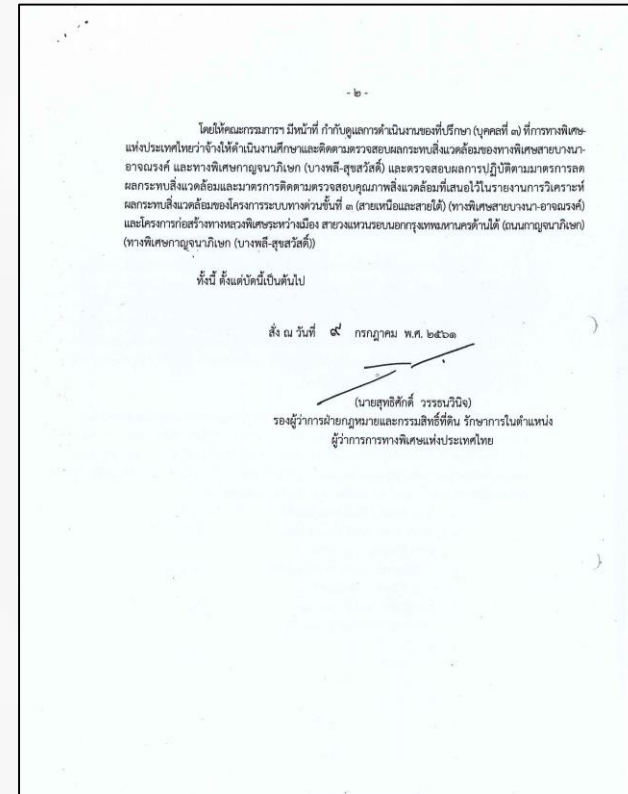 - ๒ -
โดยให้คณะกรรมการฯ มีหน้าที่ กำกับดูแลการดำเนินงานของที่ปรึกษา (บุคคลที่ ๓) ที่การทางพิเศษ-
แห่งประเทศไทยว่าจ้างให้ดำเนินงานศึกษาและติดตามตรวจสอบผลกระทบสิ่งแวดล้อมของทางพิเศษสายบางนา-
อาจณรงค์ และทางพิเศษกาญจนาภิเษก (บางพลี-สุขสวัสดิ์) และตรวจสอบผลการปฏิบัติตามมาตรการลด
ผลกระทบสิ่งแวดล้อมและมาตรการติดตามตรวจสอบคุณภาพสิ่งแวดล้อมที่เสนอไว้ในรายงานการวิเคราะห์
ผลกระทบสิ่งแวดล้อมของโครงการระบบทางด่วนขั้นที่ ๓ (สายเหนือและสายใต้) (ทางพิเศษสายบางนา-อาจณรงค์)
และโครงการก่อสร้างทางหลวงพิเศษระหว่างเมือง สายวงแหวนรอบนอกกรุงเทพมหานครด้านใต้ (ถนนกาญจนาภิเษก)
(ทางพิเศษกาญจนาภิเษก (บางพลี-สุขสวัสดิ์))
ทั้งนี้ ตั้งแต่บัดนี้เป็นต้นไป
สั่ง ณ วันที่ ๙ กรกฎาคม พ.ศ. ๒๕๖๑
(นายสุทธิศักดิ์ วรรธนวินิจ)
รองผู้ว่าการฝ่ายกฎหมายและกรรมสิทธิ์ที่ดิน รักษาการในตำแหน่ง
ผู้ว่าการการทางพิเศษแห่งประเทศไทย